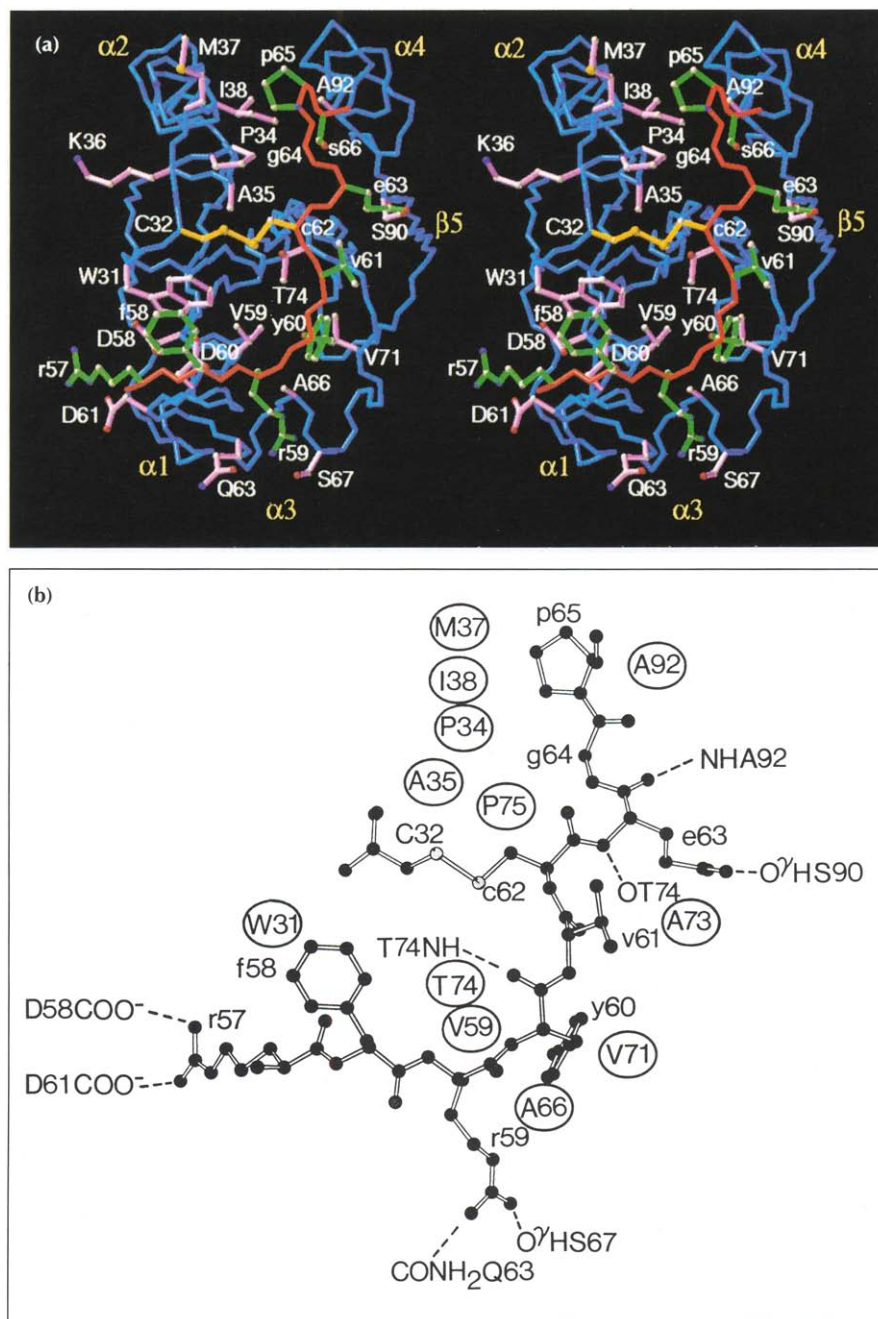 (a)
α2
M37
p65
α4
I38
A92
P34
K36
g64
s66
A35
e63
C32
c62
S90
β5
W31
v61
T74
f58
V59
D58
y60
r57
D60
V71
A66
D61
r59
α1
Q63
S67
α3
α2
M37
p65
α4
I38
A92
P34
K36
g64
s66
A35
e63
C32
c62
S90
β5
W31
v61
T74
f58
V59
D58
y60
r57
D60
V71
A66
D61
r59
α1
Q63
S67
α3
(b)
p65
M37
A92
I38
P34
g64
NHA92
A35
P75
C32
e63
c62
OT74
OγHS90
W31
v61
A73
T74NH
f58
T74
D58COO⁻
r57
V59
y60
V71
D61COO⁻
A66
r59
OγHS67
CONH₂Q63